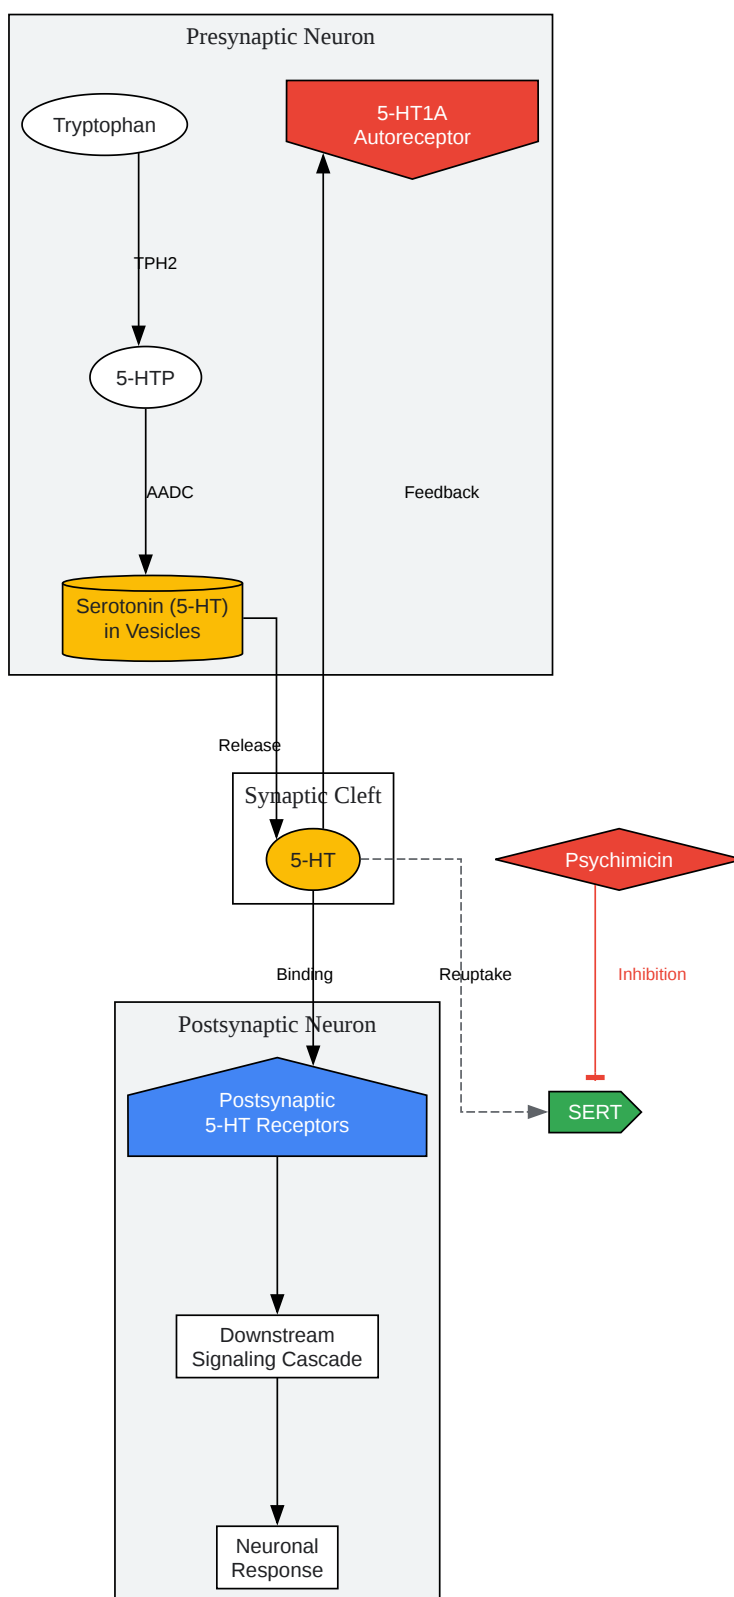 Presynaptic Neuron
Tryptophan
5-HT1A
Autoreceptor
TPH2
5-HTP
AADC
Feedback
Serotonin (5-HT)
in Vesicles
Release
Synaptic Cleft
5-HT
Psychimicin
Binding
Reuptake
Inhibition
Postsynaptic Neuron
Postsynaptic
5-HT Receptors
SERT
Downstream
Signaling Cascade
Neuronal
Response